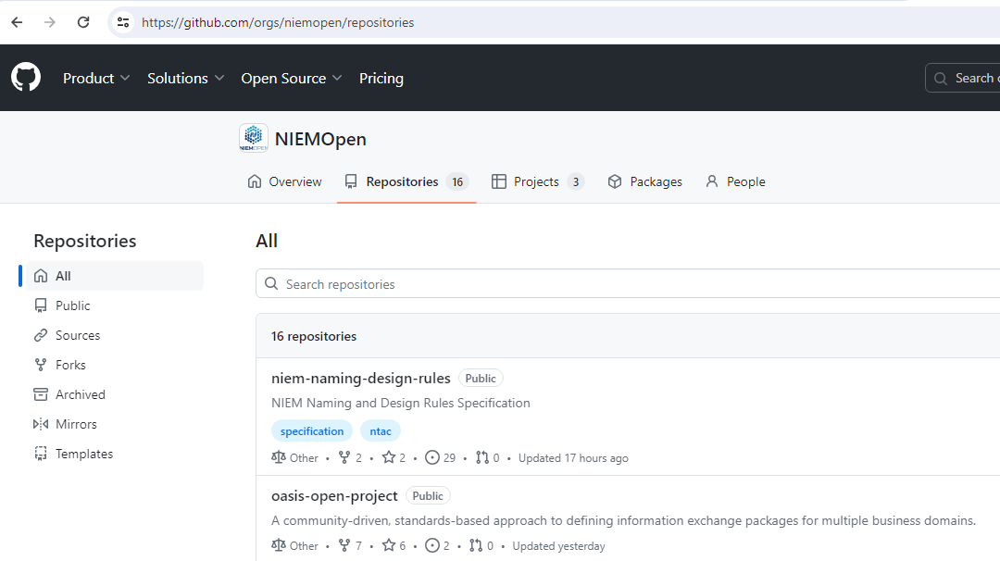 https://github.com/orgs/niemopen/repositories
Product Solutions Open Source Pricing
Search
NIEMOPEN
NIEMOpen
Overview Repositories 16 Projects 3 Packages People
Repositories
All
Public
Sources
Forks
Archived
Mirrors
Templates
All
Search repositories
16 repositories
niem-naming-design-rules Public
NIEM Naming and Design Rules Specification
specification ntac
Other • 2 • 2 • 29 • 0 • Updated 17 hours ago
oasis-open-project Public
A community-driven, standards-based approach to defining information exchange packages for multiple business domains.
Other • 7 • 6 • 2 • 0 • Updated yesterday